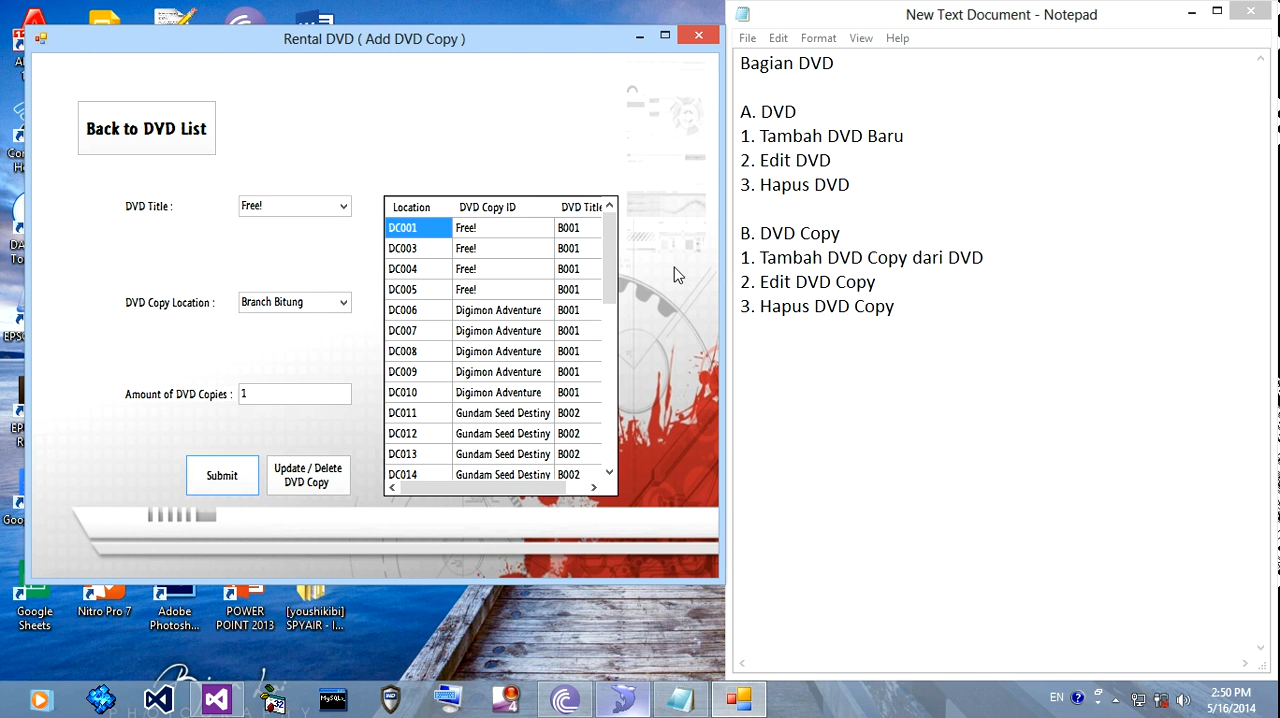 Rental DVD ( Add DVD Copy )
Back to DVD List
DVD Title :
Free!
DVD Copy Location :
Branch Bitung
Amount of DVD Copies :
1
Submit
Update / Delete
DVD Copy
Location DVD Copy ID DVD Title
DC001 Free! B001
DC003 Free! B001
DC004 Free! B001
DC005 Free! B001
DC006 Digimon Adventure B001
DC007 Digimon Adventure B001
DC008 Digimon Adventure B001
DC009 Digimon Adventure B001
DC010 Digimon Adventure B001
DC011 Gundam Seed Destiny B002
DC012 Gundam Seed Destiny B002
DC013 Gundam Seed Destiny B002
DC014 Gundam Seed Destiny B002
New Text Document - Notepad
File Edit Format View Help
Bagian DVD
A. DVD
1. Tambah DVD Baru
2. Edit DVD
3. Hapus DVD
B. DVD Copy
1. Tambah DVD Copy dari DVD
2. Edit DVD Copy
3. Hapus DVD Copy
Google
Sheets
Nitro Pro 7
Adobe
Photosh...
POWER
POINT 2013
[youshikibi]
SPYAIR - I...
EN
2:50 PM
5/16/2014